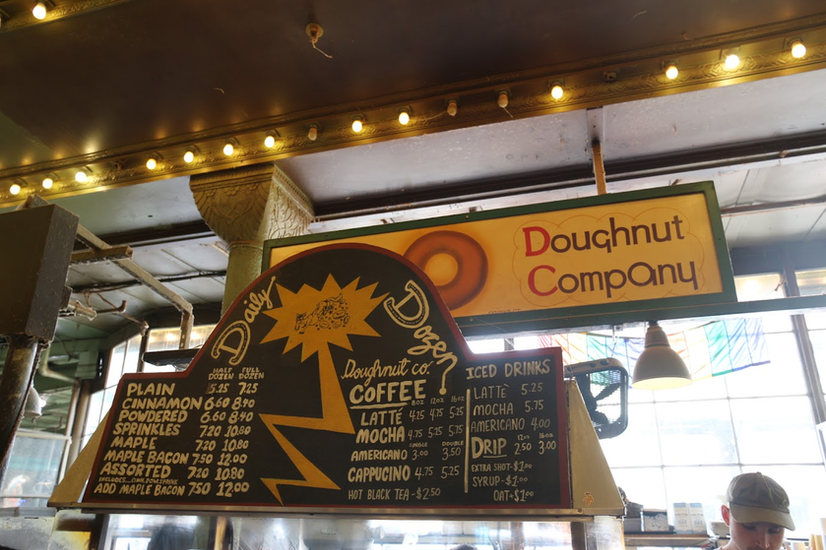 Doughnut
Company
Daily Dozen
HALF DOZEN FULL DOZEN
PLAIN 5.25 7.25
CINNAMON 6.60 8.40
POWDERED 6.60 8.40
SPRINKLES 7.20 10.80
MAPLE 7.20 10.80
MAPLE BACON 7.50 12.00
ASSORTED 7.20 10.80
ADD MAPLE BACON 7.50 12.00
Doughnut co.
COFFEE 8OZ 12OZ 16OZ
LATTÉ 4.25 4.75 5.25
MOCHA 4.75 5.25 5.75
SINGLE DOUBLE
AMERICANO 3.00 3.50
CAPPUCINO 4.75 5.25
HOT BLACK TEA - $2.50
ICED DRINKS
LATTÈ 5.25
MOCHA 5.75
AMERICANO 4.00
12OZ 16OZ
DRIP 2.50 3.00
EXTRA SHOT - $1.00
SYRUP - $1.00
OAT + $1.00